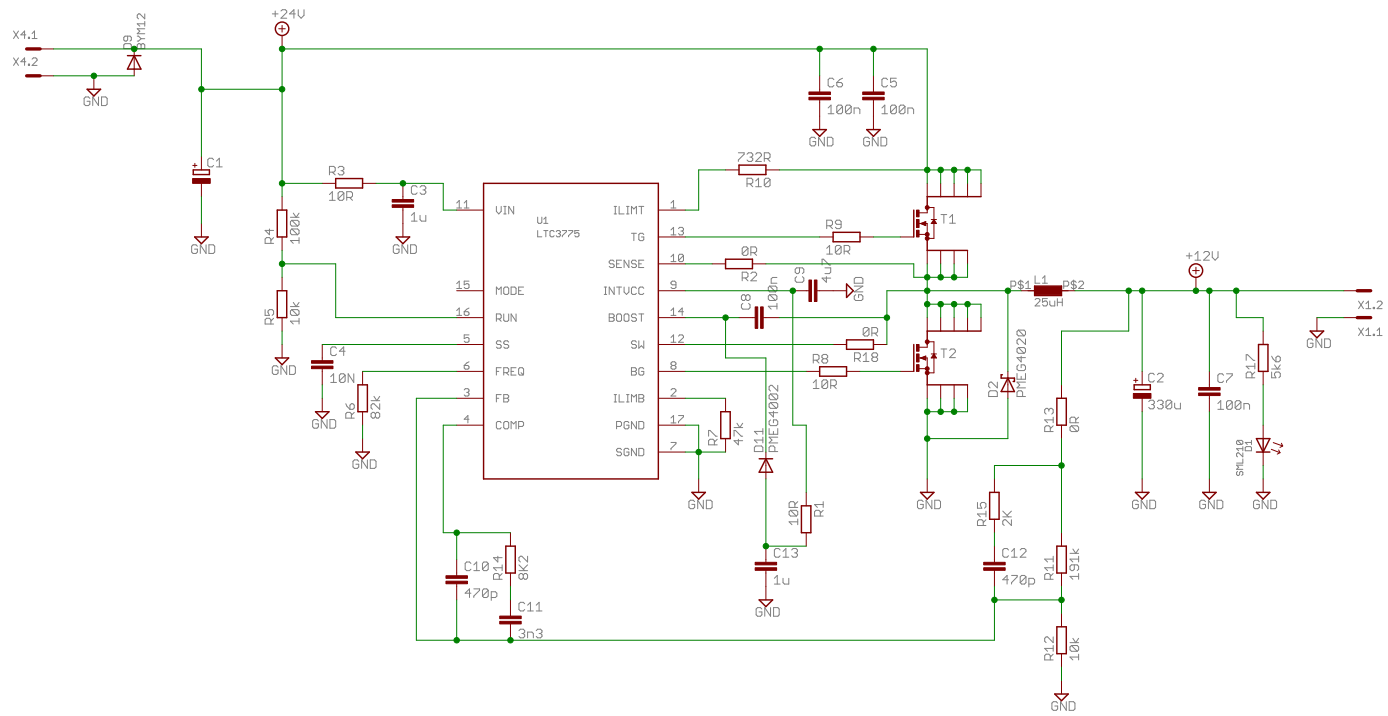 +24V
X4.1
X4.2
D9
BYM12
GND
C1
GND
R3
10R
C3
1u
GND
R4
100k
R5
10k
GND
C4
10N
GND
R6
82k
GND
U1
LTC3775
11 VIN
15 MODE
16 RUN
5 SS
6 FREQ
3 FB
4 COMP
ILIMT 1
TG 13
SENSE 10
INTVCC 9
BOOST 14
SW 12
BG 8
ILIMB 2
PGND 17
SGND 7
C6
100n
GND
C5
100n
GND
732R
R10
R9
10R
T1
0R
R2
C9
4u7
GND
C8
100n
0R
R18
R8
10R
T2
R7
47k
GND
D11
PMEG4002
10R
R1
C13
1u
GND
D2
PMEG4020
GND
P$1
L1
P$2
25uH
+12V
X1.2
X1.1
GND
C2
330u
GND
C7
100n
GND
R17
5k6
SML210
D1
GND
R13
0R
R15
2K
C12
470p
R11
191k
R12
10k
GND
C10
470p
R14
8K2
C11
3n3